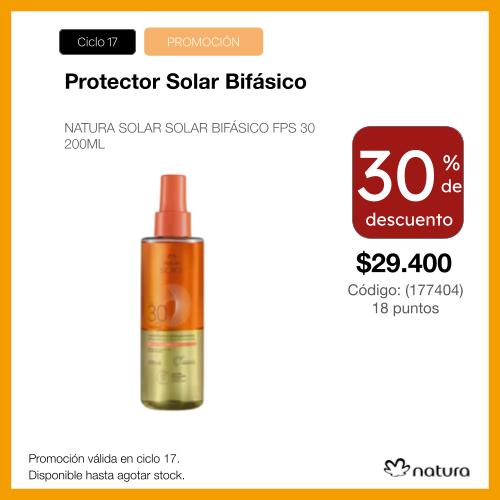 Ciclo 17
PROMOCIÓN
Protector Solar Bifásico
NATURA SOLAR SOLAR BIFÁSICO FPS 30
200ML
30 % de
descuento
$29.400
Código: (177404)
18 puntos
30
Promoción válida en ciclo 17.
Disponible hasta agotar stock.
natura